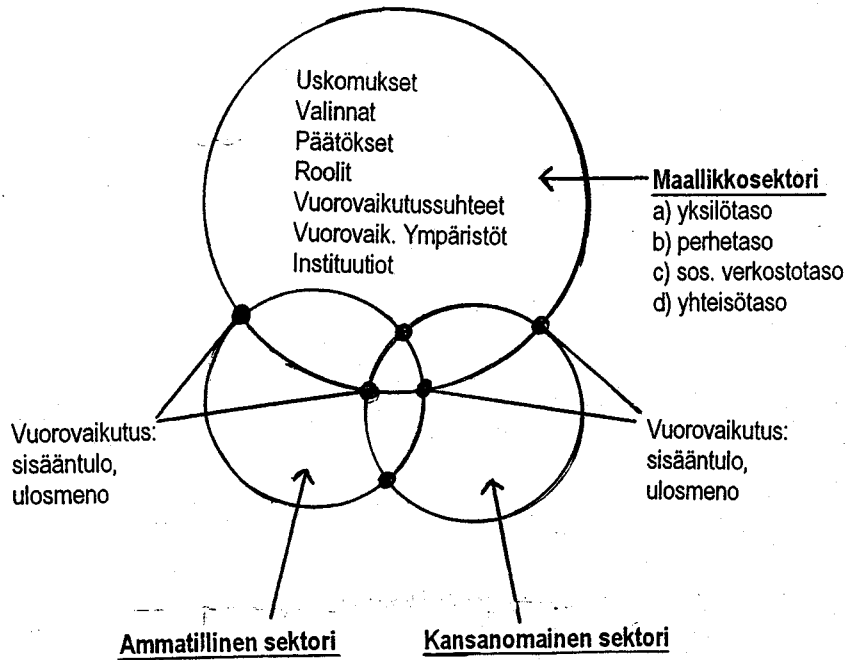 Uskomukset
Valinnat
Päätökset
Roolit
Vuorovaikutussuhteet
Vuorovaik. Ympäristöt
Instituutiot
Maallikkosektori
a) yksilötaso
b) perhetaso
c) sos. verkostotaso
d) yhteisötaso
Vuorovaikutus:
sisääntulo,
ulosmeno
Vuorovaikutus:
sisääntulo,
ulosmeno
Ammatillinen sektori
Kansanomainen sektori